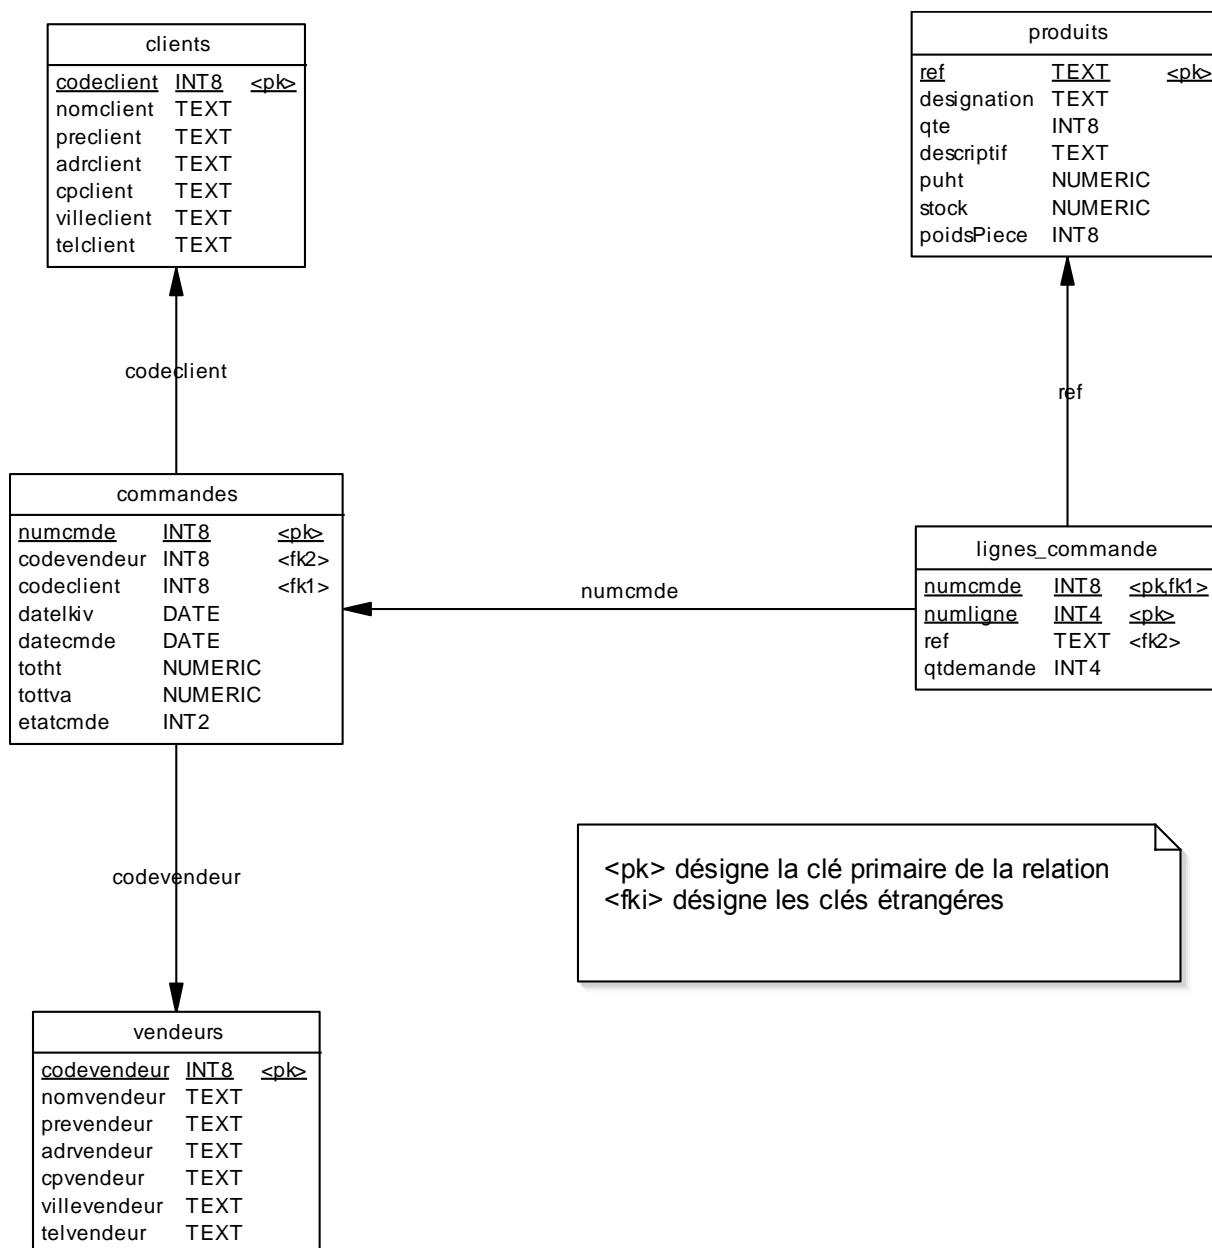 clients
codeclient INT8 <pk>
nomclient TEXT
preclient TEXT
adrclient TEXT
cpclient TEXT
villeclient TEXT
telclient TEXT
produits
ref TEXT <pk>
designation TEXT
qte INT8
descriptif TEXT
puht NUMERIC
stock NUMERIC
poidsPiece INT8
codeclient
ref
commandes
numcmde INT8 <pk>
codevendeur INT8 <fk2>
codeclient INT8 <fk1>
datelkiv DATE
datecmde DATE
totht NUMERIC
tottva NUMERIC
etatcmde INT2
numcmde
lignes_commande
numcmde INT8 <pk,fk1>
numligne INT4 <pk>
ref TEXT <fk2>
qtdemande INT4
codevendeur
<pk> désigne la clé primaire de la relation
<fki> désigne les clés étrangéres
vendeurs
codevendeur INT8 <pk>
nomvendeur TEXT
prevendeur TEXT
adrvendeur TEXT
cpvendeur TEXT
villevendeur TEXT
telvendeur TEXT